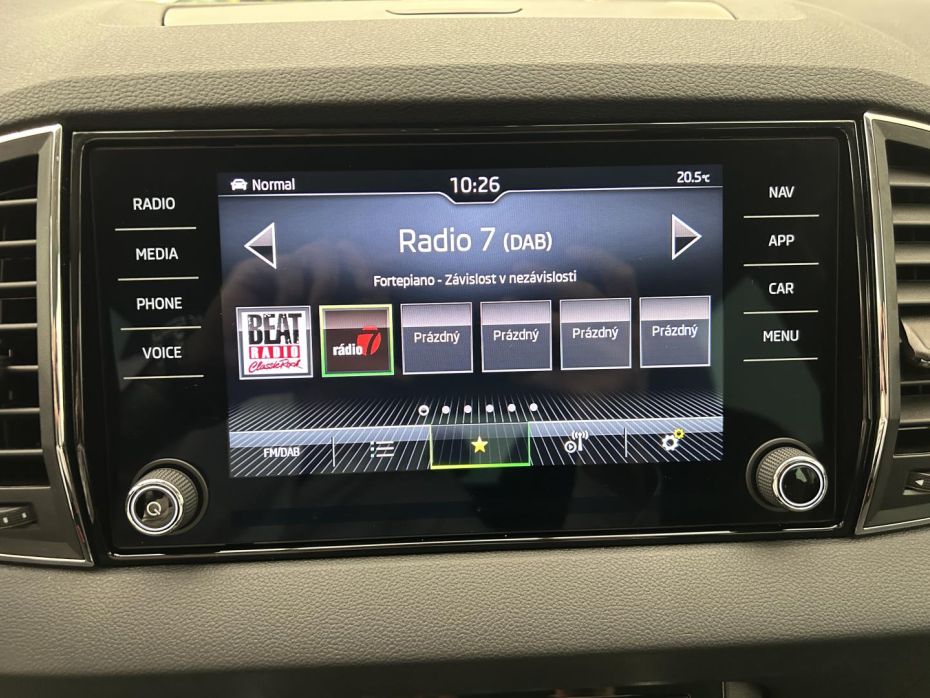 RADIO
MEDIA
PHONE
VOICE
Normal
10:26
20.5°C
Radio 7 (DAB)
Fortepiano - Závislost v nezávislosti
BEAT
RADIO
Classic Rock
rádio 7
Prázdný
Prázdný
Prázdný
Prázdný
FM/DAB
NAV
APP
CAR
MENU